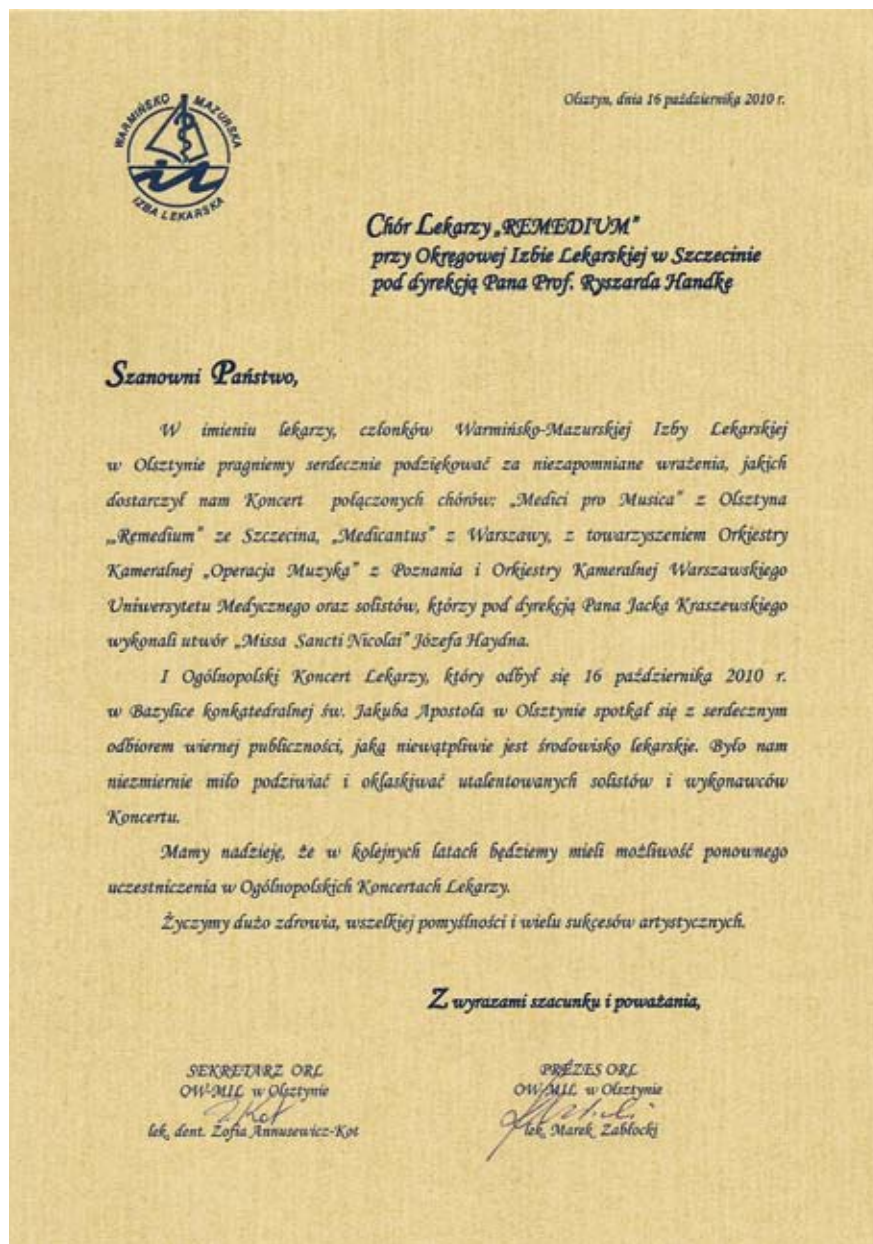 WARMIŃSKO MAZURSKA
IZBA LEKARSKA
Olsztyn, dnia 16 października 2010 r.
Chór Lekarzy „REMEDIUM”
przy Okręgowej Izbie Lekarskiej w Szczecinie
pod dyrekcją Pana Prof. Ryszarda Handkę
Szanowni Państwo,
W imieniu lekarzy, członków Warmińsko-Mazurskiej Izby Lekarskiej
w Olsztynie pragniemy serdecznie podziękować za niezapomniane wrażenia, jakich
dostarczył nam Koncert połączonych chórów: „Medici pro Musica” z Olsztyna
„Remedium” ze Szczecina, „Medicantus” z Warszawy, z towarzyszeniem Orkiestry
Kameralnej „Operacja Muzyka” z Poznania i Orkiestry Kameralnej Warszawskiego
Uniwersytetu Medycznego oraz solistów, którzy pod dyrekcją Pana Jacka Kraszewskiego
wykonali utwór „Missa Sancti Nicolai” Józefa Haydna.
I Ogólnopolski Koncert Lekarzy, który odbył się 16 października 2010 r.
w Bazylice konkatedralnej św. Jakuba Apostoła w Olsztynie spotkał się z serdecznym
odbiorem wiernej publiczności, jaką niewątpliwie jest środowisko lekarskie. Było nam
niezmiernie miło podziwiać i oklaskiwać utalentowanych solistów i wykonawców
Koncertu.
Mamy nadzieję, że w kolejnych latach będziemy mieli możliwość ponownego
uczestniczenia w Ogólnopolskich Koncertach Lekarzy.
Życzymy dużo zdrowia, wszelkiej pomyślności i wielu sukcesów artystycznych.
Z wyrazami szacunku i poważania,
SEKRETARZ ORL
OW-MIL w Olsztynie
Z. Kot
lek. dent. Zofia Annusewicz-Kot
PREZES ORL
OW-MIL w Olsztynie
lek. Marek Zabłocki